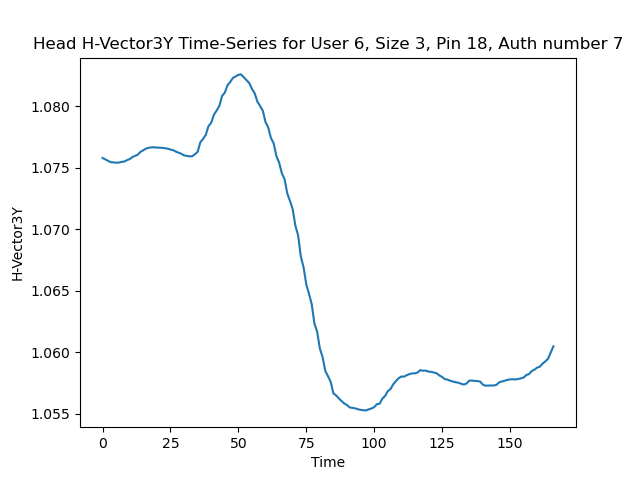 Head H-Vector3Y Time-Series for User 6, Size 3, Pin 18, Auth number 7
1.080
1.075
1.070
1.065
1.060
1.055
H-Vector3Y
0 25 50 75 100 125 150
Time